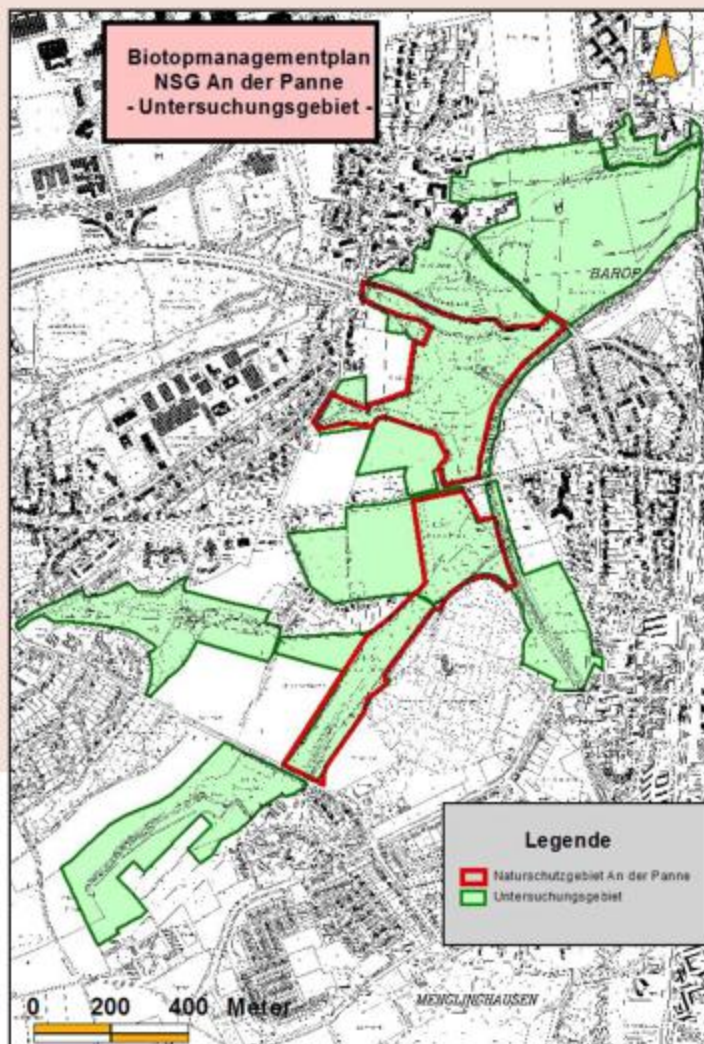 Biotopmanagementplan
NSG An der Panne
- Untersuchungsgebiet -
BAROP
Legende
Naturschutzgebiet An der Panne
Untersuchungsgebiet
0 200 400 Meter
MENGLINGHAUSEN